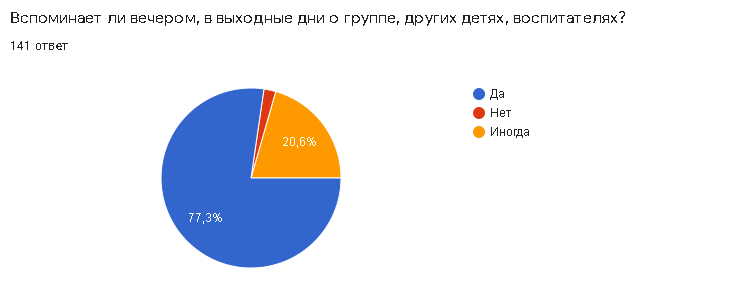 Вспоминает ли вечером, в выходные дни о группе, других детях, воспитателях?
141 ответ
Да
Нет
Иногда
20,6%
77,3%